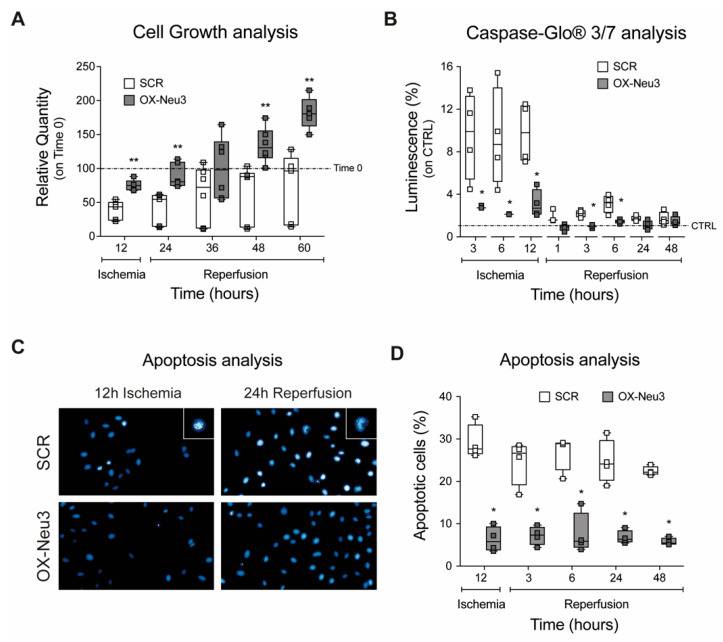 A
Cell Growth analysis
Relative Quantity
(on Time 0)
250
200
150
100
50
0
SCR
OX-Neu3
** ** ** **
Time 0
12 24 36 48 60
Ischemia Reperfusion
Time (hours)
B
Caspase-Glo® 3/7 analysis
Luminescence (%)
(on CTRL)
16
12
8
4
0
SCR
OX-Neu3
* * * * *
CTRL
3 6 12 1 3 6 24 48
Ischemia Reperfusion
Time (hours)
C
Apoptosis analysis
12h Ischemia 24h Reperfusion
SCR
OX-Neu3
D
Apoptosis analysis
Apoptotic cells (%)
40
30
20
10
0
SCR OX-Neu3
* * * * *
12 3 6 24 48
Ischemia Reperfusion
Time (hours)